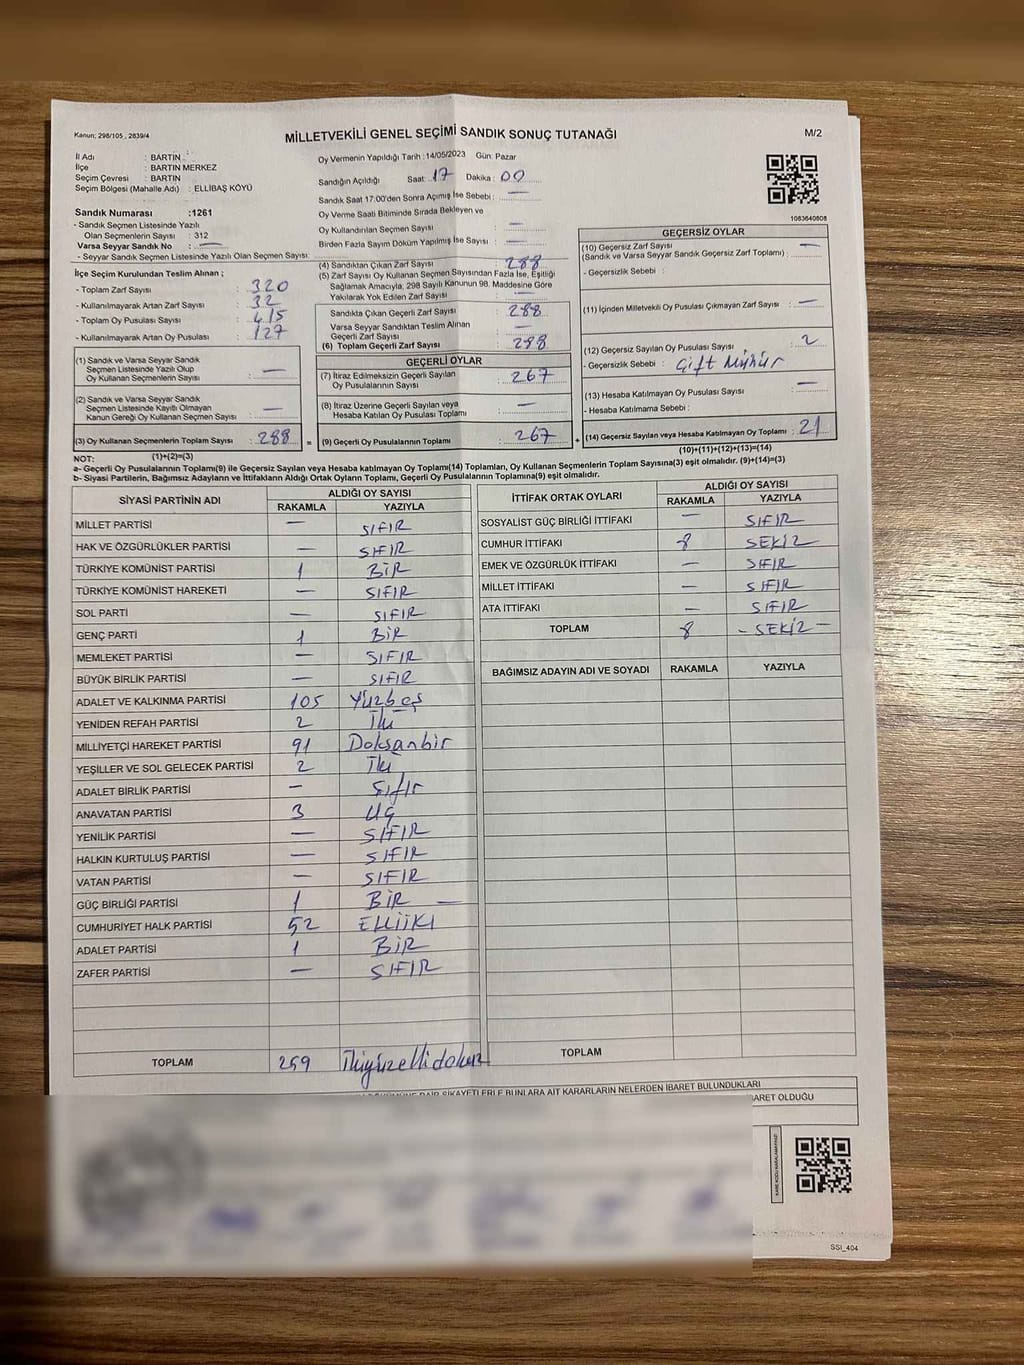 Kanun; 298/105 , 2839/4
MİLLETVEKİLİ GENEL SEÇİMİ SANDIK SONUÇ TUTANAĞI
M/2
İl Adı : BARTIN
İlçe : BARTIN MERKEZ
Seçim Çevresi : BARTIN
Seçim Bölgesi (Mahalle Adı) : ELLİBAŞ KÖYÜ
Sandık Numarası :1261
- Sandık Seçmen Listesinde Yazılı
Olan Seçmenlerin Sayısı : 312
Varsa Seyyar Sandık No : —
- Seyyar Sandık Seçmen Listesinde Yazılı Olan Seçmen Sayısı:
İlçe Seçim Kurulundan Teslim Alınan ;
- Toplam Zarf Sayısı : 320
- Kullanılmayarak Artan Zarf Sayısı : 32
- Toplam Oy Pusulası Sayısı : 415
- Kullanılmayarak Artan Oy Pusulası : 127
(1) Sandık ve Varsa Seyyar Sandık
Seçmen Listesinde Yazılı Olup
Oy Kullanan Seçmenlerin Sayısı : —
(2) Sandık ve Varsa Seyyar Sandık
Seçmen Listesinde Kayıtlı Olmayan
Kanun Gereği Oy Kullanan Seçmen Sayısı : —
(3) Oy Kullanan Seçmenlerin Toplam Sayısı : 288
(1)+(2)=(3)
Oy Vermenin Yapıldığı Tarih :14/05/2023 Gün: Pazar
Sandığın Açıldığı Saat: 17 Dakika : 00
Sandık Saat 17:00'den Sonra Açımış İse Sebebi : —
Oy Verme Saati Bitiminde Sırada Bekleyen ve
Oy Kullandırılan Seçmen Sayısı : —
Birden Fazla Sayım Döküm Yapılmış İse Sayısı : —
(4) Sandıktan Çıkan Zarf Sayısı : 288
(5) Zarf Sayısı Oy Kullanan Seçmen Sayısından Fazla İse, Eşitliği
Sağlamak Amacıyla, 298 Sayılı Kanunun 98. Maddesine Göre
Yakılarak Yok Edilen Zarf Sayısı : —
Sandıkta Çıkan Geçerli Zarf Sayısı : 288
Varsa Seyyar Sandıktan Teslim Alınan
Geçerli Zarf Sayısı : —
(6) Toplam Geçerli Zarf Sayısı : 288
GEÇERLİ OYLAR
(7) İtiraz Edilmeksizin Geçerli Sayılan
Oy Pusulalarının Sayısı : 267
(8) İtiraz Üzerine Geçerli Sayılan veya
Hesaba Katılan Oy Pusulası Toplamı : —
= (9) Geçerli Oy Pusulalarının Toplamı : 267
1083640808
GEÇERSİZ OYLAR
(10) Geçersiz Zarf Sayısı
(Sandık ve Varsa Seyyar Sandık Geçersiz Zarf Toplamı) : —
- Geçersizlik Sebebi :
(11) İçinden Milletvekili Oy Pusulası Çıkmayan Zarf Sayısı : —
(12) Geçersiz Sayılan Oy Pusulası Sayısı : 2
- Geçersizlik Sebebi : Çift Mühür
(13) Hesaba Katılmayan Oy Pusulası Sayısı : —
- Hesaba Katılmama Sebebi :
+ (14) Geçersiz Sayılan veya Hesaba Katılmayan Oy Toplamı : 21
(10)+(11)+(12)+(13)=(14)
NOT:
a- Geçerli Oy Pusulalarının Toplamı(9) ile Geçersiz Sayılan veya Hesaba katılmayan Oy Toplamı(14) Toplamları, Oy Kullanan Seçmenlerin Toplam Sayısına(3) eşit olmalıdır. (9)+(14)=(3)
b- Siyasi Partilerin, Bağımsız Adayların ve İttifakların Aldığı Ortak Oyların Toplamı, Geçerli Oy Pusulalarının Toplamına(9) eşit olmalıdır.
SİYASİ PARTİNİN ADI ALDIĞI OY SAYISI
RAKAMLA YAZIYLA
MİLLET PARTİSİ — SIFIR
HAK VE ÖZGÜRLÜKLER PARTİSİ — SIFIR
TÜRKİYE KOMÜNİST PARTİSİ 1 BİR
TÜRKİYE KOMÜNİST HAREKETİ — SIFIR
SOL PARTİ — SIFIR
GENÇ PARTİ 1 BİR
MEMLEKET PARTİSİ — SIFIR
BÜYÜK BİRLİK PARTİSİ — SIFIR
ADALET VE KALKINMA PARTİSİ 105 Yüzbeş
YENİDEN REFAH PARTİSİ 2 İki
MİLLİYETÇİ HAREKET PARTİSİ 91 Doksanbir
YEŞİLLER VE SOL GELECEK PARTİSİ 2 İki
ADALET BİRLİK PARTİSİ — Sıfır
ANAVATAN PARTİSİ 3 Üç
YENİLİK PARTİSİ — SIFIR
HALKIN KURTULUŞ PARTİSİ — SIFIR
VATAN PARTİSİ — SIFIR
GÜÇ BİRLİĞİ PARTİSİ 1 BİR —
CUMHURİYET HALK PARTİSİ 52 ELLİİKİ
ADALET PARTİSİ 1 BİR
ZAFER PARTİSİ — SIFIR
TOPLAM 259 İkiyüzellidokuz
İTTİFAK ORTAK OYLARI ALDIĞI OY SAYISI
RAKAMLA YAZIYLA
SOSYALİST GÜÇ BİRLİĞİ İTTİFAKI — SIFIR
CUMHUR İTTİFAKI 8 SEKİZ
EMEK VE ÖZGÜRLÜK İTTİFAKI — SIFIR
MİLLET İTTİFAKI — SIFIR
ATA İTTİFAKI — SIFIR
TOPLAM 8 - SEKİZ -
BAĞIMSIZ ADAYIN ADI VE SOYADI RAKAMLA YAZIYLA
TOPLAM
DAİR ŞİKAYETLERLE BUNLARA AİT KARARLARIN NELERDEN İBARET BULUNDUKLARI
BARET OLDUĞU
SSI_404